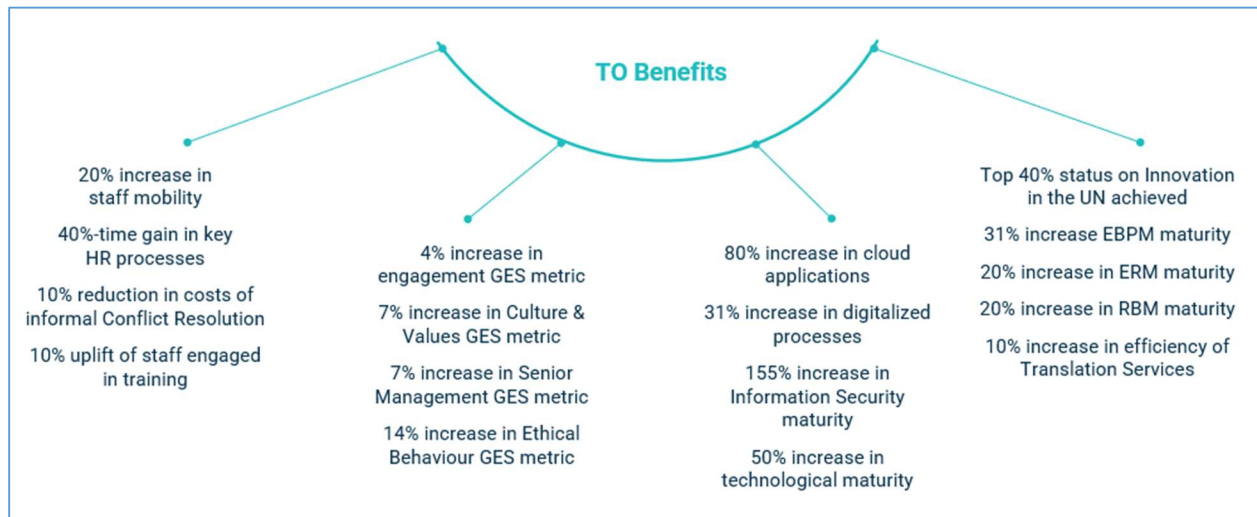 TO Benefits
20% increase in
staff mobility
40%-time gain in key
HR processes
10% reduction in costs of
informal Conflict Resolution
10% uplift of staff engaged
in training
4% increase in
engagement GES metric
7% increase in Culture &
Values GES metric
7% increase in Senior
Management GES metric
14% increase in Ethical
Behaviour GES metric
80% increase in cloud
applications
31% increase in digitalized
processes
155% increase in
Information Security
maturity
50% increase in
technological maturity
Top 40% status on Innovation
in the UN achieved
31% increase EBPM maturity
20% increase in ERM maturity
20% increase in RBM maturity
10% increase in efficiency of
Translation Services